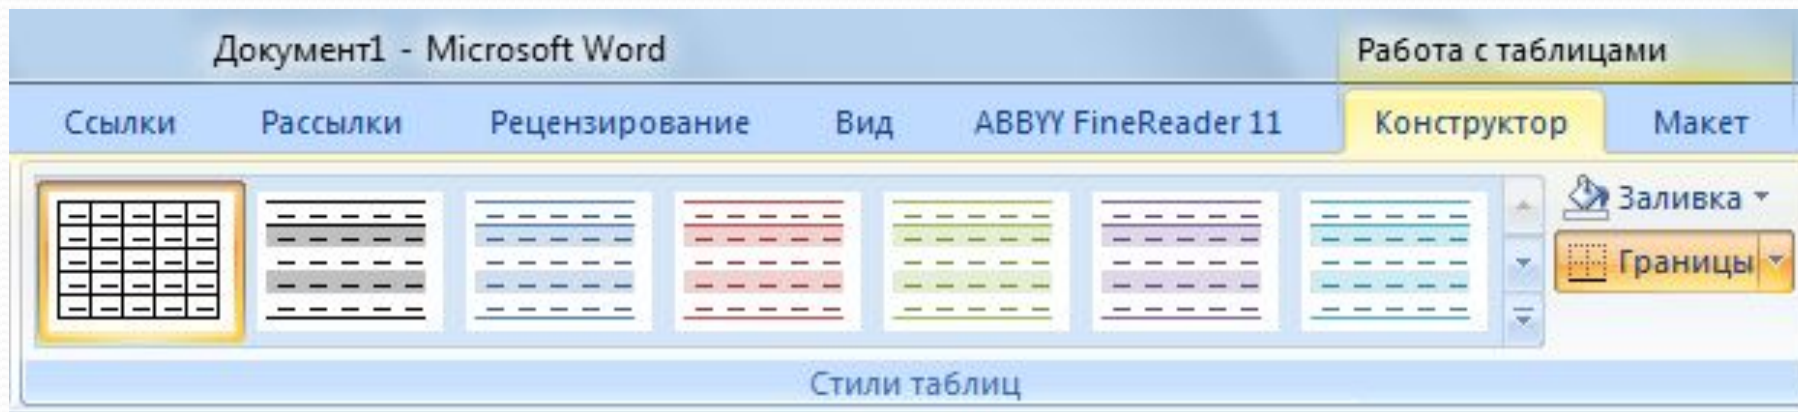 Документ1 - Microsoft Word
Работа с таблицами
Ссылки Рассылки Рецензирование Вид ABBYY FineReader 11 Конструктор Макет
Заливка
Границы
Стили таблиц